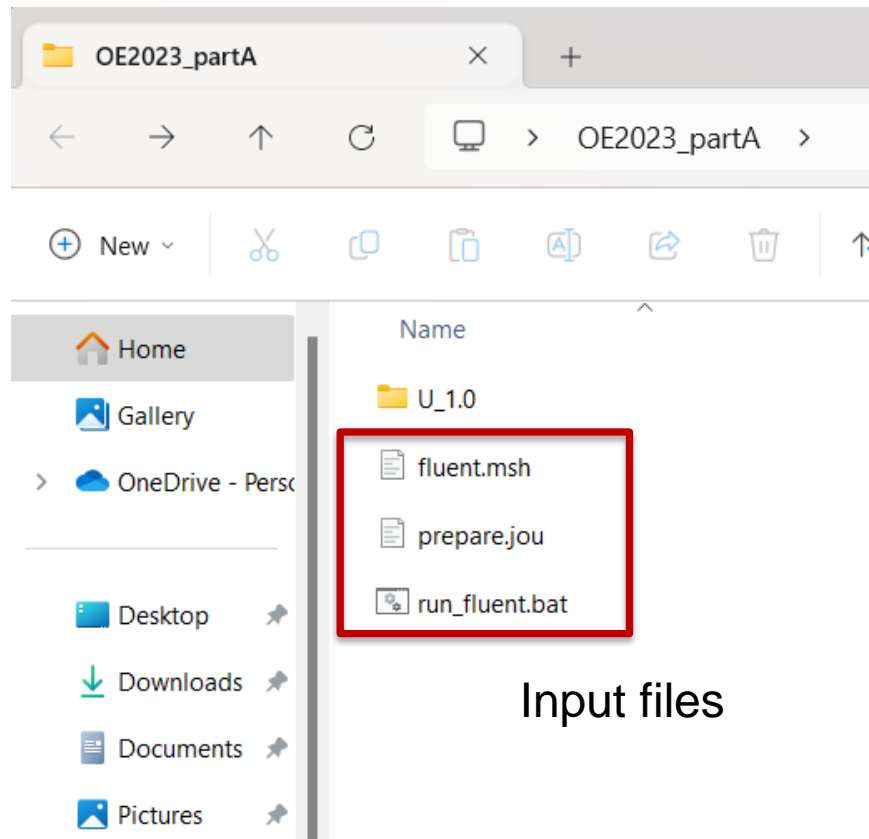 OE2023_partA
OE2023_partA
New
Name
Home
Gallery
OneDrive - Perso
U_1.0
fluent.msh
prepare.jou
run_fluent.bat
Desktop
Downloads
Documents
Pictures
Input files